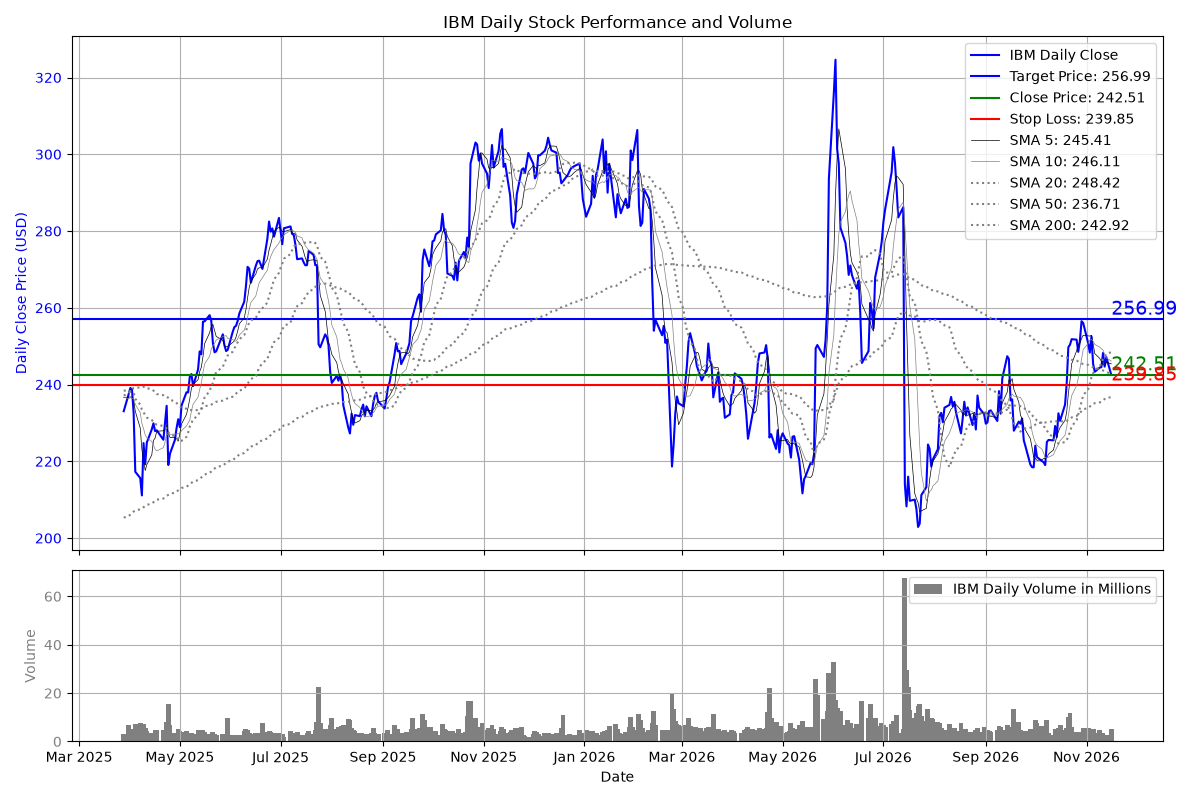 IBM Daily Stock Performance and Volume
Daily Close Price (USD)
320
300
280
260
240
220
200
IBM Daily Close
Target Price: 256.99
Close Price: 242.51
Stop Loss: 239.85
SMA 5: 245.41
SMA 10: 246.11
SMA 20: 248.42
SMA 50: 236.71
SMA 200: 242.92
256.99
242.51
239.85
Volume
60
40
20
0
IBM Daily Volume in Millions
Mar 2025 May 2025 Jul 2025 Sep 2025 Nov 2025 Jan 2026 Mar 2026 May 2026 Jul 2026 Sep 2026 Nov 2026
Date